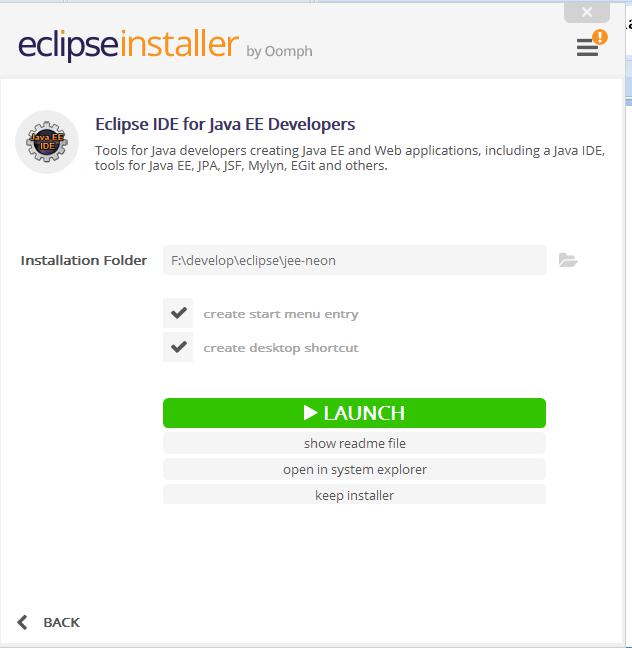 eclipseinstaller by Oomph
!
Java EE
IDE
Eclipse IDE for Java EE Developers
Tools for Java developers creating Java EE and Web applications, including a Java IDE,
tools for Java EE, JPA, JSF, Mylyn, EGit and others.
Installation Folder F:\develop\eclipse\jee-neon
create start menu entry
create desktop shortcut
LAUNCH
show readme file
open in system explorer
keep installer
BACK